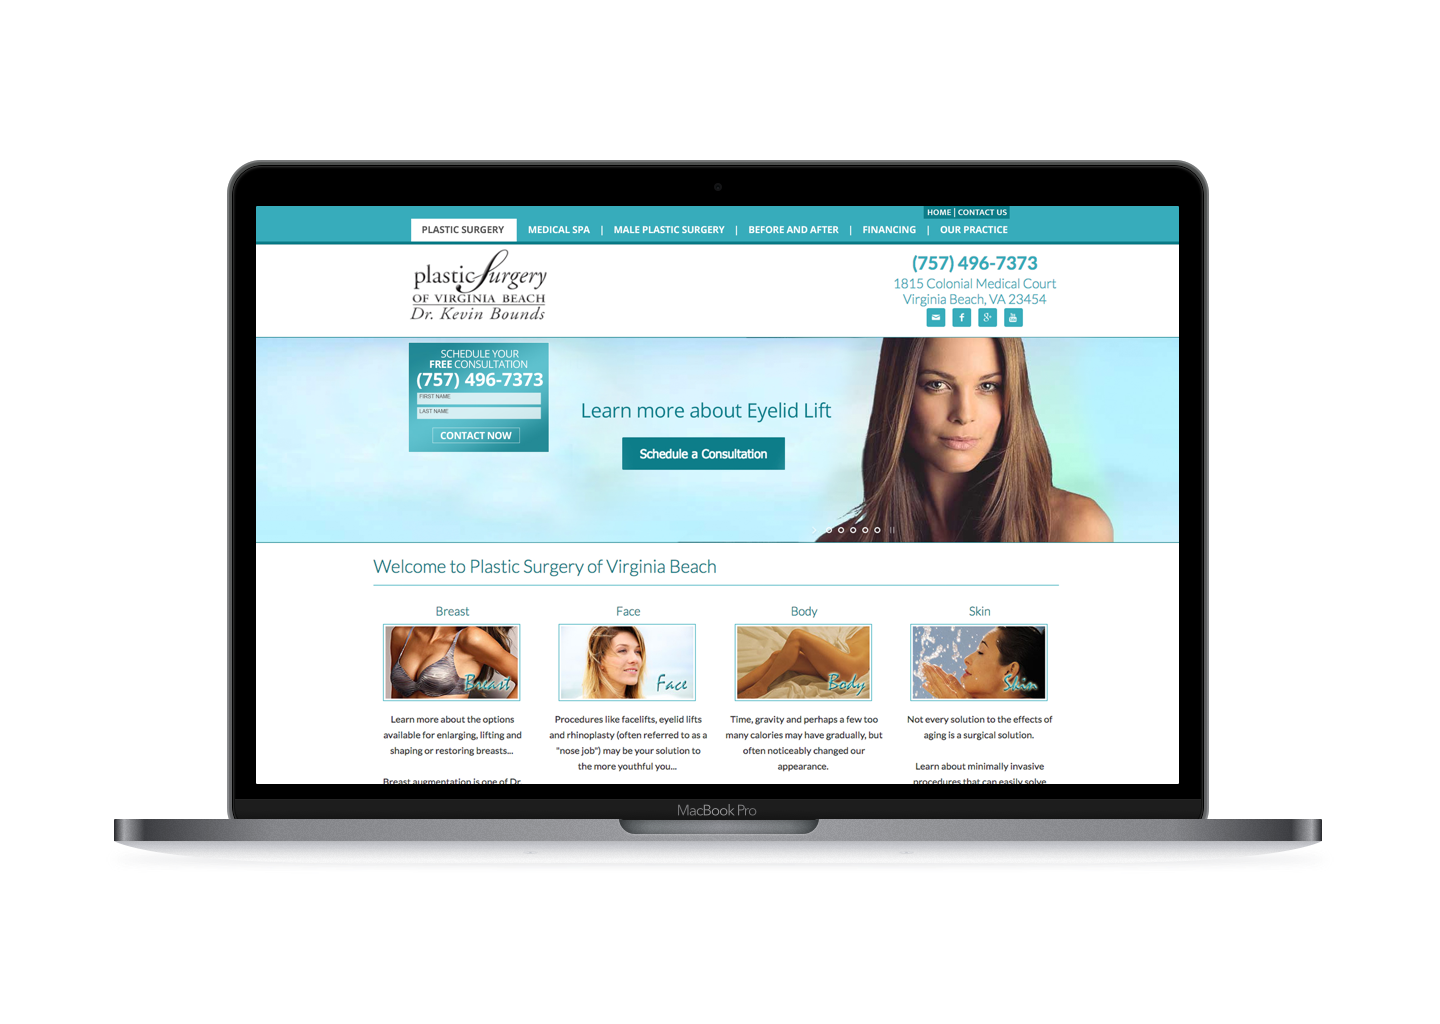 HOME | CONTACT US
PLASTIC SURGERY MEDICAL SPA | MALE PLASTIC SURGERY | BEFORE AND AFTER | FINANCING | OUR PRACTICE
plastic Surgery
OF VIRGINIA BEACH
Dr. Kevin Bounds
(757) 496-7373
1815 Colonial Medical Court
Virginia Beach, VA 23454
SCHEDULE YOUR
FREE CONSULTATION
(757) 496-7373
FIRST NAME
LAST NAME
CONTACT NOW
Learn more about Eyelid Lift
Schedule a Consultation
Welcome to Plastic Surgery of Virginia Beach
Breast
Breast
Learn more about the options
available for enlarging, lifting and
shaping or restoring breasts...
Breast augmentation is one of Dr.
Face
Face
Procedures like facelifts, eyelid lifts
and rhinoplasty (often referred to as a
"nose job") may be your solution to
the more youthful you...
Body
Body
Time, gravity and perhaps a few too
many calories may have gradually, but
often noticeably changed our
appearance.
Skin
Skin
Not every solution to the effects of
aging is a surgical solution.
Learn about minimally invasive
procedures that can easily solve
MacBook Pro